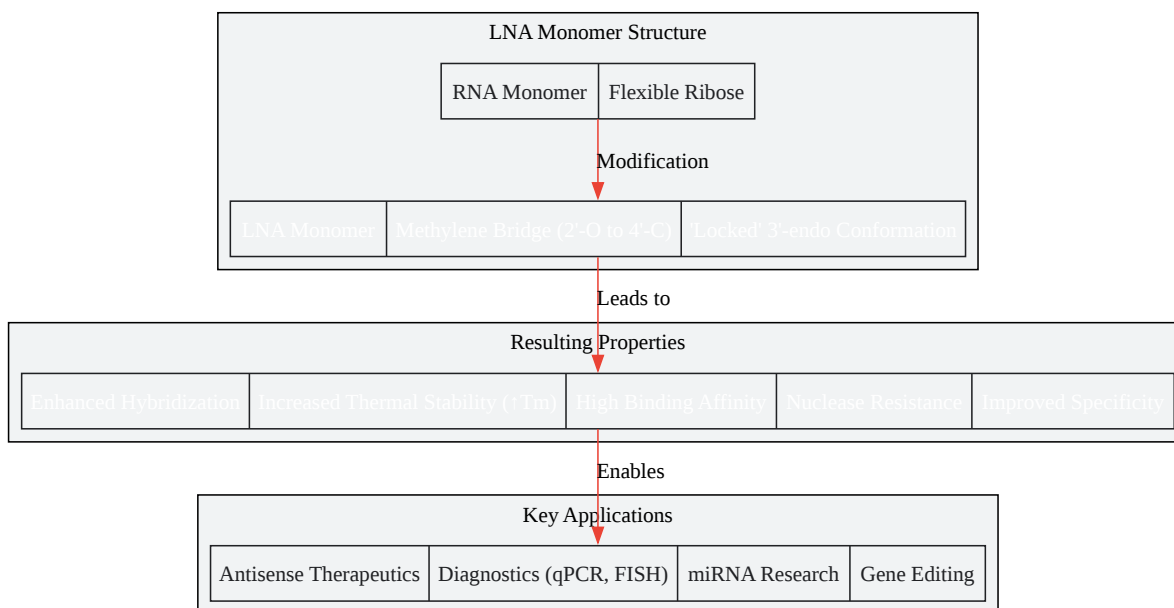 LNA Monomer Structure
RNA Monomer Flexible Ribose
Modification
LNA Monomer Methylene Bridge (2'-O to 4'-C) 'Locked' 3'-endo Conformation
Leads to
Resulting Properties
Enhanced Hybridization Increased Thermal Stability (↑Tm) High Binding Affinity Nuclease Resistance Improved Specificity
Enables
Key Applications
Antisense Therapeutics Diagnostics (qPCR, FISH) miRNA Research Gene Editing